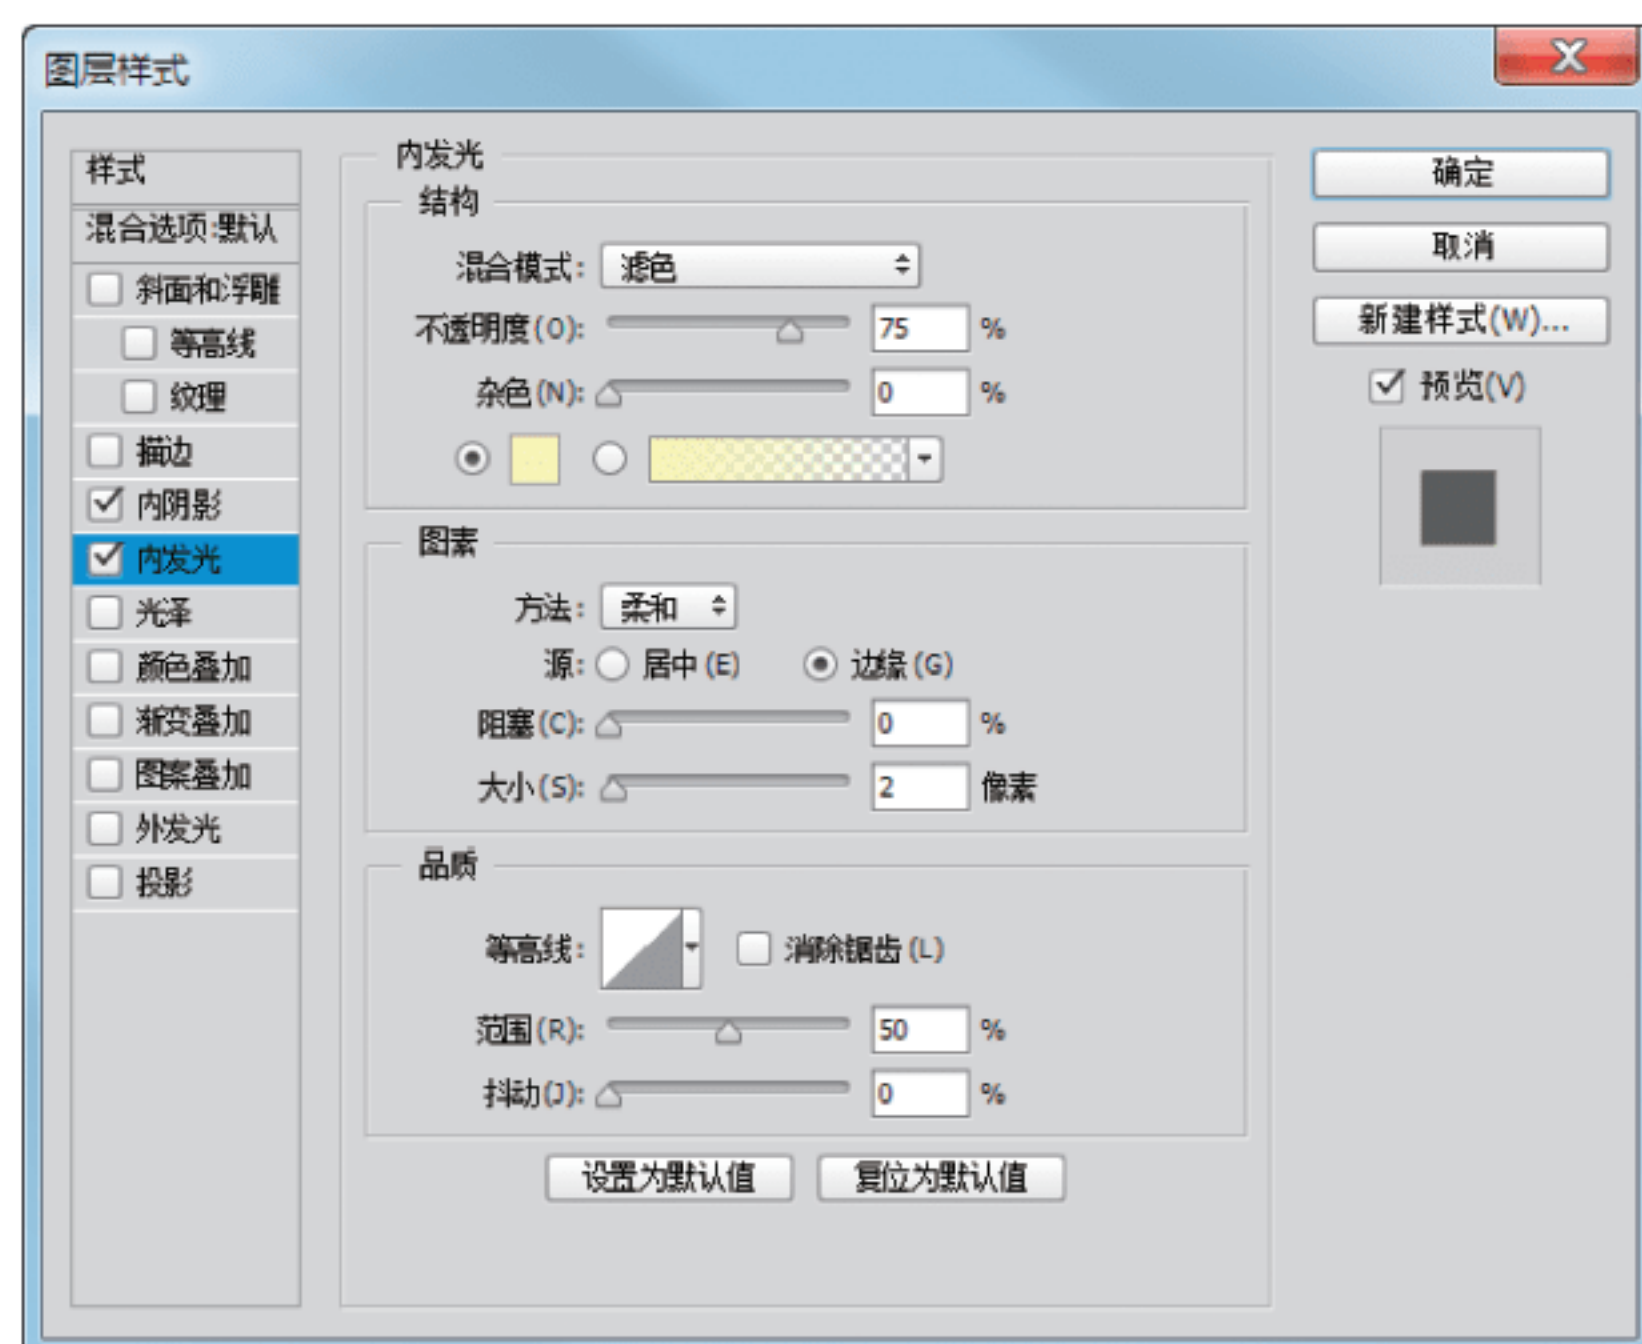 图层样式
样式
混合选项:默认
斜面和浮雕
等高线
纹理
描边
内阴影
内发光
光泽
颜色叠加
渐变叠加
图案叠加
外发光
投影
内发光
结构
混合模式: 滤色
不透明度(O): 75 %
杂色(N): 0 %
图素
方法: 柔和
源: 居中(E) 边缘(G)
阻塞(C): 0 %
大小(S): 2 像素
品质
等高线: 消除锯齿(L)
范围(R): 50 %
抖动(J): 0 %
设置为默认值 复位为默认值
确定
取消
新建样式(W)...
预览(V)